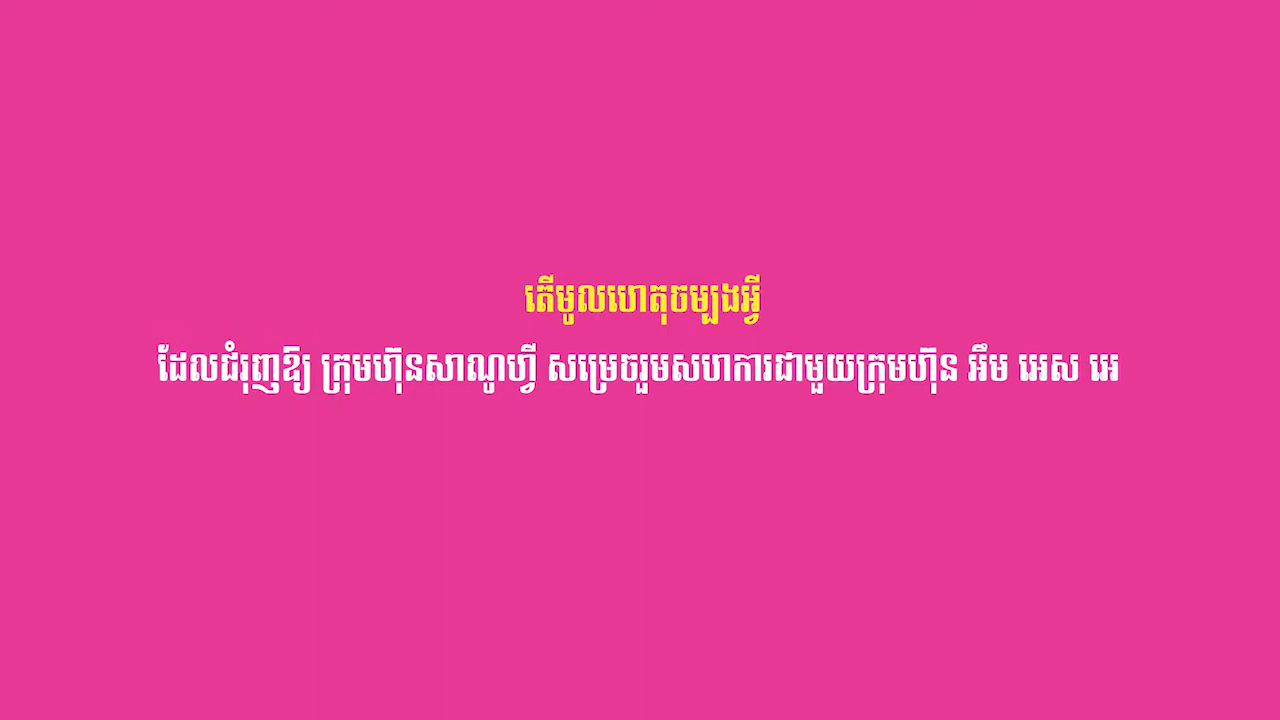 តើមូលហេតុចម្បងអ្វី
ដែលជំរុញឱ្យ ក្រុមហ៊ុនសាណូហ្វី សម្រេចរួមសហការជាមួយក្រុមហ៊ុន អឹម អេស អេ